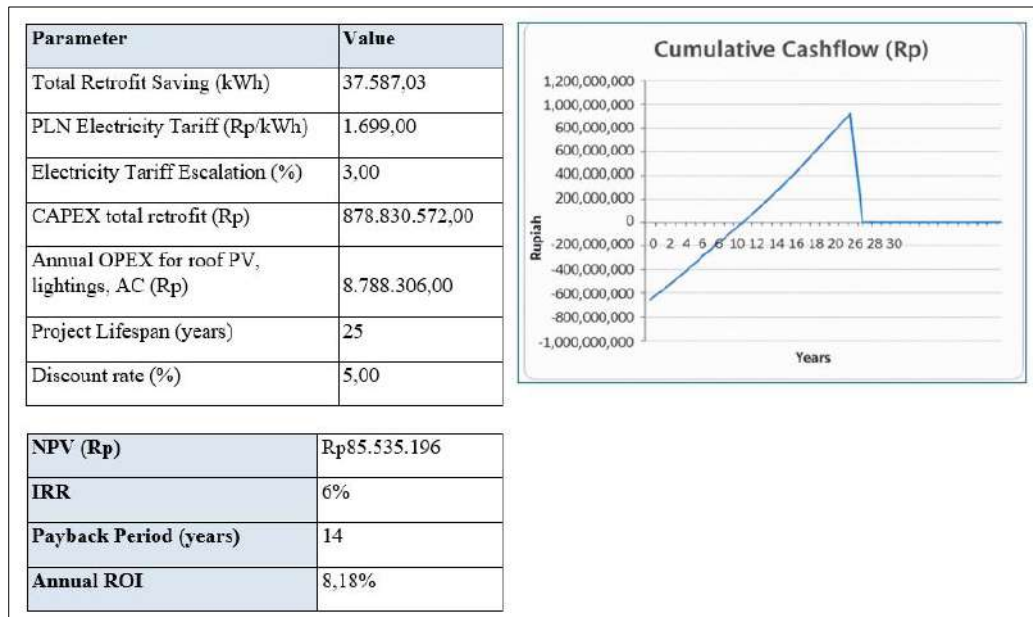 Parameter Value
Total Retrofit Saving (kWh) 37.587,03
PLN Electricity Tariff (Rp/kWh) 1.699,00
Electricity Tariff Escalation (%) 3,00
CAPEX total retrofit (Rp) 878.830.572,00
Annual OPEX for roof PV,
lightings, AC (Rp) 8.788.306,00
Project Lifespan (years) 25
Discount rate (%) 5,00
NPV (Rp) Rp85.535.196
IRR 6%
Payback Period (years) 14
Annual ROI 8,18%
Cumulative Cashflow (Rp)
1,200,000,000
1,000,000,000
600,000,000
600,000,000
400,000,000
200,000,000
0
-200,000,000
-400,000,000
-600,000,000
-800,000,000
-1,000,000,000
Rupiah
0 2 4 6 6 10 12 14 16 18 20 26 28 30
Years